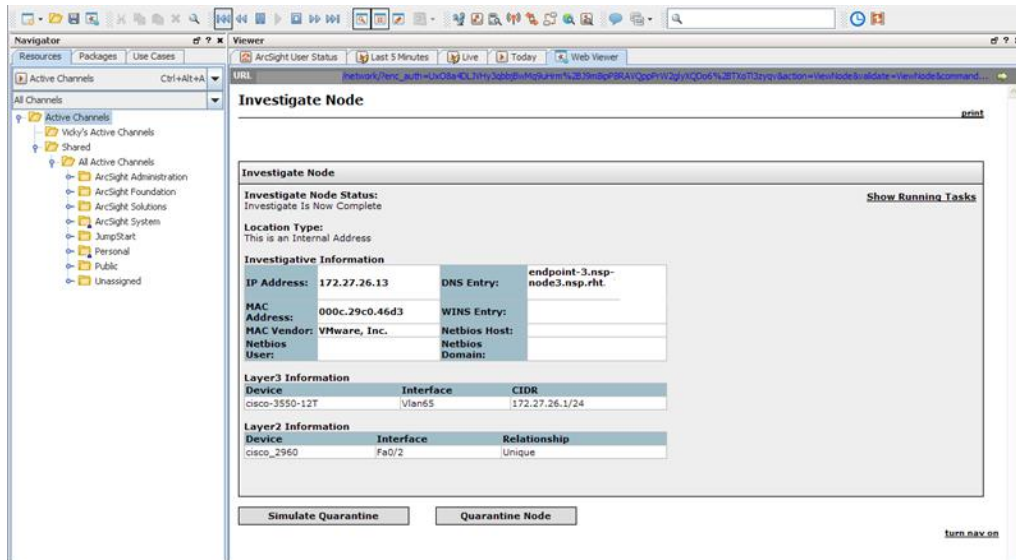 Navigator
Resources Packages Use Cases
Active Channels Ctrl+Alt+A
All Channels
Active Channels
Vicky's Active Channels
Shared
All Active Channels
ArcSight Administration
ArcSight Foundation
ArcSight Solutions
ArcSight System
JumpStart
Personal
Public
Unassigned
Viewer
ArcSight User Status Last 5 Minutes Live Today Web Viewer
URL
Investigate Node
print
Investigate Node
Investigate Node Status:
Investigate Is Now Complete
Show Running Tasks
Location Type:
This is an Internal Address
Investigative Information
IP Address: 172.27.26.13 DNS Entry: endpoint-3.nsp-
node3.nsp.rht.
MAC
Address: 000c.29c0.46d3 WINS Entry:
MAC Vendor: VMware, Inc. Netbios Host:
Netbios
User:
Netbios
Domain:
Layer3 Information
Device Interface CIDR
cisco-3550-12T Vlan65 172.27.26.1/24
Layer2 Information
Device Interface Relationship
cisco_2960 Fa0/2 Unique
Simulate Quarantine Quarantine Node
turn nav on